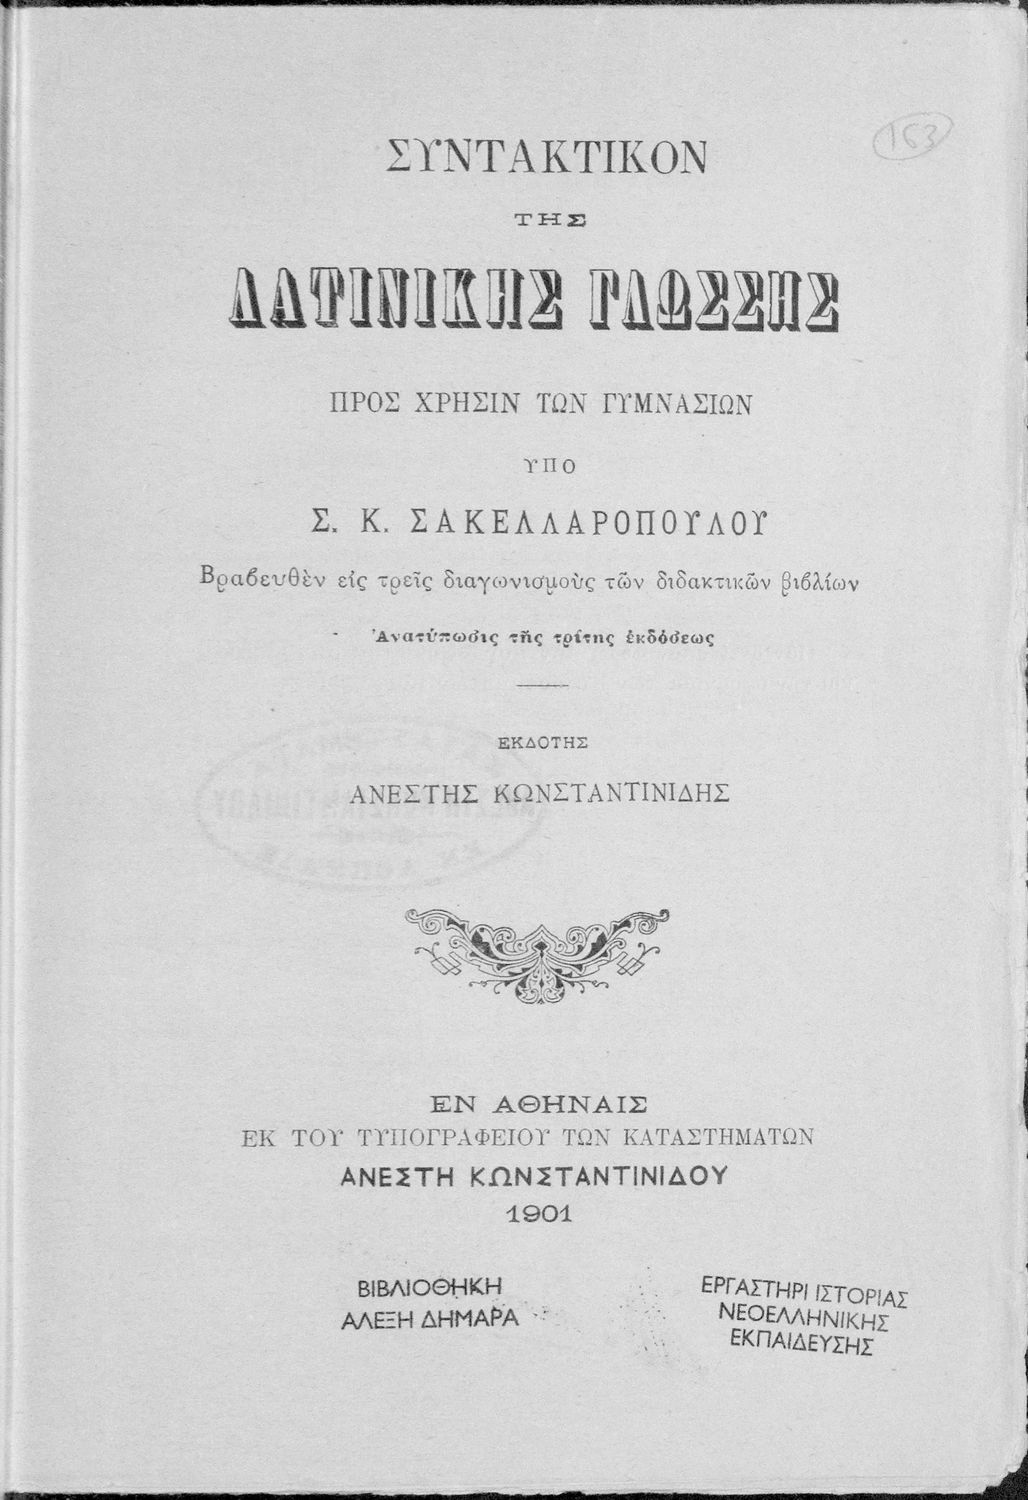 163
ΣΥΝΤΑΚΤΙΚΟΝ
ΤΗΣ
ΛΑΤΙΝΙΚΗΣ ΓΛΩΣΣΗΣ
ΠΡΟΣ ΧΡΗΣΙΝ ΤΩΝ ΓΥΜΝΑΣΙΩΝ
ΥΠΟ
Σ. Κ. ΣΑΚΕΛΛΑΡΟΠΟΥΛΟΥ
Βραβευθὲν εἰς τρεῖς διαγωνισμοὺς τῶν διδακτικῶν βιβλίων
Ἀνατύπωσις τῆς τρίτης ἐκδόσεως
ΕΚΔΟΤΗΣ
ΑΝΕΣΤΗΣ ΚΩΝΣΤΑΝΤΙΝΙΔΗΣ
ΕΝ ΑΘΗΝΑΙΣ
ΕΚ ΤΟΥ ΤΥΠΟΓΡΑΦΕΙΟΥ ΤΩΝ ΚΑΤΑΣΤΗΜΑΤΩΝ
ΑΝΕΣΤΗ ΚΩΝΣΤΑΝΤΙΝΙΔΟΥ
1901
ΒΙΒΛΙΟΘΗΚΗ
ΑΛΕΞΗ ΔΗΜΑΡΑ
ΕΡΓΑΣΤΗΡΙ ΙΣΤΟΡΙΑΣ
ΝΕΟΕΛΛΗΝΙΚΗΣ
ΕΚΠΑΙΔΕΥΣΗΣ